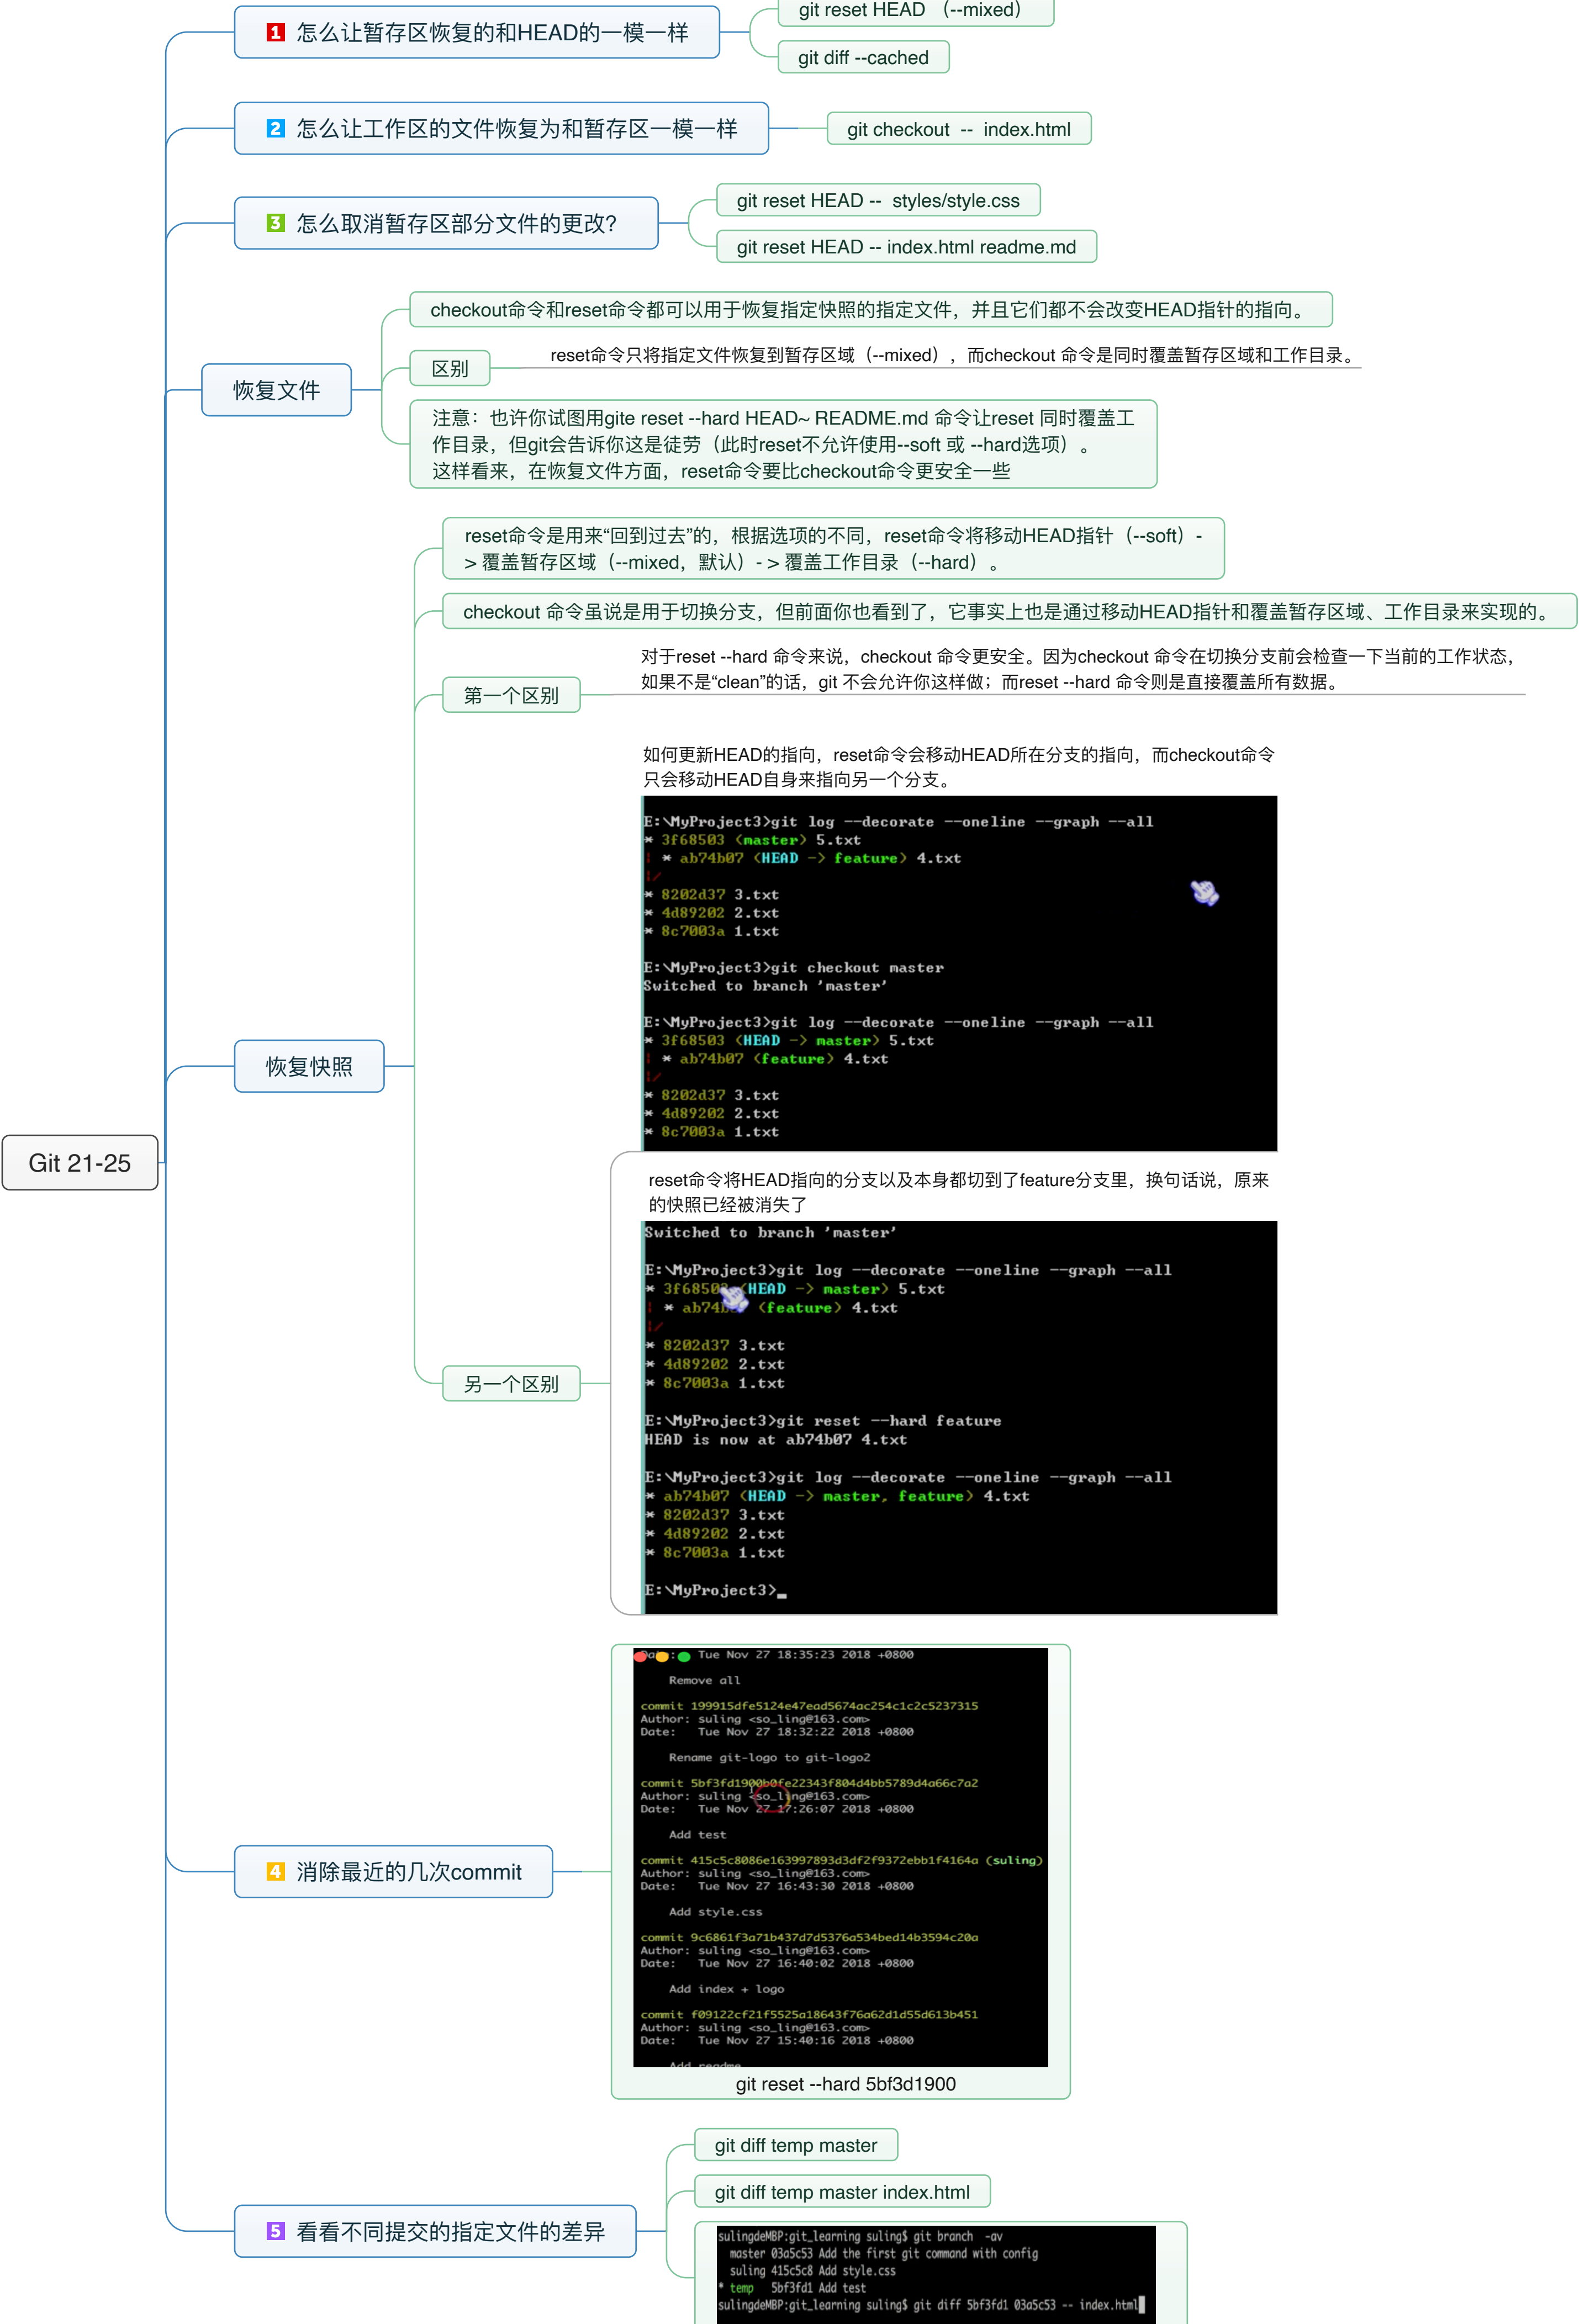 Git 21-25
1 怎么让暂存区恢复的和HEAD的一模一样
git reset HEAD （--mixed）
git diff --cached
2 怎么让工作区的文件恢复为和暂存区一模一样
git checkout -- index.html
3 怎么取消暂存区部分文件的更改?
git reset HEAD -- styles/style.css
git reset HEAD -- index.html readme.md
恢复文件
checkout命令和reset命令都可以用于恢复指定快照的指定文件，并且它们都不会改变HEAD指针的指向。
区别
reset命令只将指定文件恢复到暂存区域（--mixed），而checkout 命令是同时覆盖暂存区域和工作目录。
注意：也许你试图用gite reset --hard HEAD~ README.md 命令让reset 同时覆盖工
作目录，但git会告诉你这是徒劳（此时reset不允许使用--soft 或 --hard选项）。
这样看来，在恢复文件方面，reset命令要比checkout命令更安全一些
恢复快照
reset命令是用来“回到过去”的，根据选项的不同，reset命令将移动HEAD指针（--soft）-
> 覆盖暂存区域（--mixed，默认）- > 覆盖工作目录（--hard）。
checkout 命令虽说是用于切换分支，但前面你也看到了，它事实上也是通过移动HEAD指针和覆盖暂存区域、工作目录来实现的。
第一个区别
对于reset --hard 命令来说，checkout 命令更安全。因为checkout 命令在切换分支前会检查一下当前的工作状态，
如果不是“clean”的话，git 不会允许你这样做；而reset --hard 命令则是直接覆盖所有数据。
另一个区别
如何更新HEAD的指向，reset命令会移动HEAD所在分支的指向，而checkout命令
只会移动HEAD自身来指向另一个分支。
E:\MyProject3>git log --decorate --oneline --graph --all
* 3f68503 (master) 5.txt
| * ab74b07 (HEAD -> feature) 4.txt
|/
* 8202d37 3.txt
* 4d89202 2.txt
* 8c7003a 1.txt
E:\MyProject3>git checkout master
Switched to branch 'master'
E:\MyProject3>git log --decorate --oneline --graph --all
* 3f68503 (HEAD -> master) 5.txt
| * ab74b07 (feature) 4.txt
|/
* 8202d37 3.txt
* 4d89202 2.txt
* 8c7003a 1.txt
reset命令将HEAD指向的分支以及本身都切到了feature分支里，换句话说，原来
的快照已经被消失了
Switched to branch 'master'
E:\MyProject3>git log --decorate --oneline --graph --all
* 3f68503 (HEAD -> master) 5.txt
| * ab74b (feature) 4.txt
|/
* 8202d37 3.txt
* 4d89202 2.txt
* 8c7003a 1.txt
E:\MyProject3>git reset --hard feature
HEAD is now at ab74b07 4.txt
E:\MyProject3>git log --decorate --oneline --graph --all
* ab74b07 (HEAD -> master, feature) 4.txt
* 8202d37 3.txt
* 4d89202 2.txt
* 8c7003a 1.txt
E:\MyProject3>
4 消除最近的几次commit
Date: Tue Nov 27 18:35:23 2018 +0800
Remove all
commit 199915dfe5124e47ead5674ac254c1c2c5237315
Author: suling <so_ling@163.com>
Date: Tue Nov 27 18:32:22 2018 +0800
Rename git-logo to git-logo2
commit 5bf3fd1900b0fe22343f804d4bb5789d4a66c7a2
Author: suling <so_ling@163.com>
Date: Tue Nov 27 17:26:07 2018 +0800
Add test
commit 415c5c8086e163997893d3df2f9372ebb1f4164a (suling)
Author: suling <so_ling@163.com>
Date: Tue Nov 27 16:43:30 2018 +0800
Add style.css
commit 9c6861f3a71b437d7d5376a534bed14b3594c20a
Author: suling <so_ling@163.com>
Date: Tue Nov 27 16:40:02 2018 +0800
Add index + logo
commit f09122cf21f5525a18643f76a62d1d55d613b451
Author: suling <so_ling@163.com>
Date: Tue Nov 27 15:40:16 2018 +0800
Add readme
git reset --hard 5bf3d1900
5 看看不同提交的指定文件的差异
git diff temp master
git diff temp master index.html
sulingdeMBP:git_learning suling$ git branch -av
master 03a5c53 Add the first git command with config
suling 415c5c8 Add style.css
* temp 5bf3fd1 Add test
sulingdeMBP:git_learning suling$ git diff 5bf3fd1 03a5c53 -- index.html